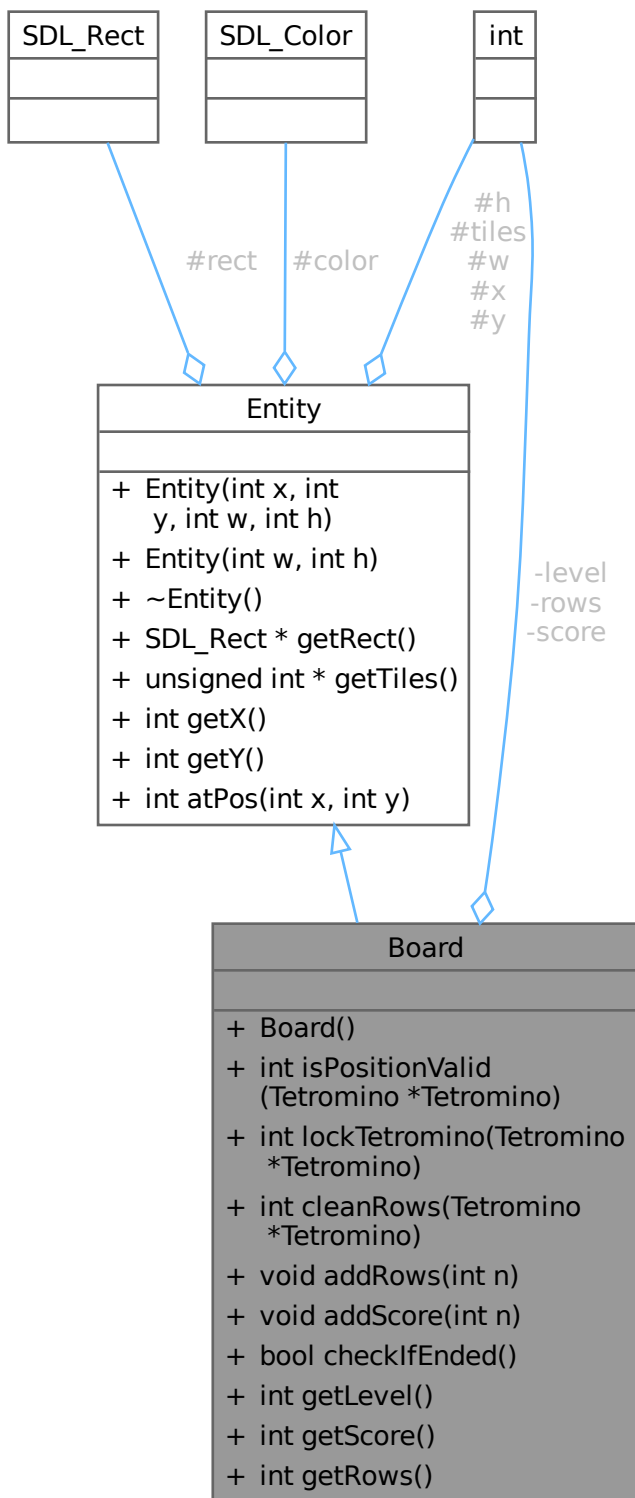 SDL_Rect
SDL_Color
int
#rect
#color
#h
#tiles
#w
#x
#y
Entity
+ Entity(int x, int
y, int w, int h)
+ Entity(int w, int h)
+ ~Entity()
+ SDL_Rect * getRect()
+ unsigned int * getTiles()
+ int getX()
+ int getY()
+ int atPos(int x, int y)
-level
-rows
-score
Board
+ Board()
+ int isPositionValid
(Tetromino *Tetromino)
+ int lockTetromino(Tetromino
*Tetromino)
+ int cleanRows(Tetromino
*Tetromino)
+ void addRows(int n)
+ void addScore(int n)
+ bool checkIfEnded()
+ int getLevel()
+ int getScore()
+ int getRows()